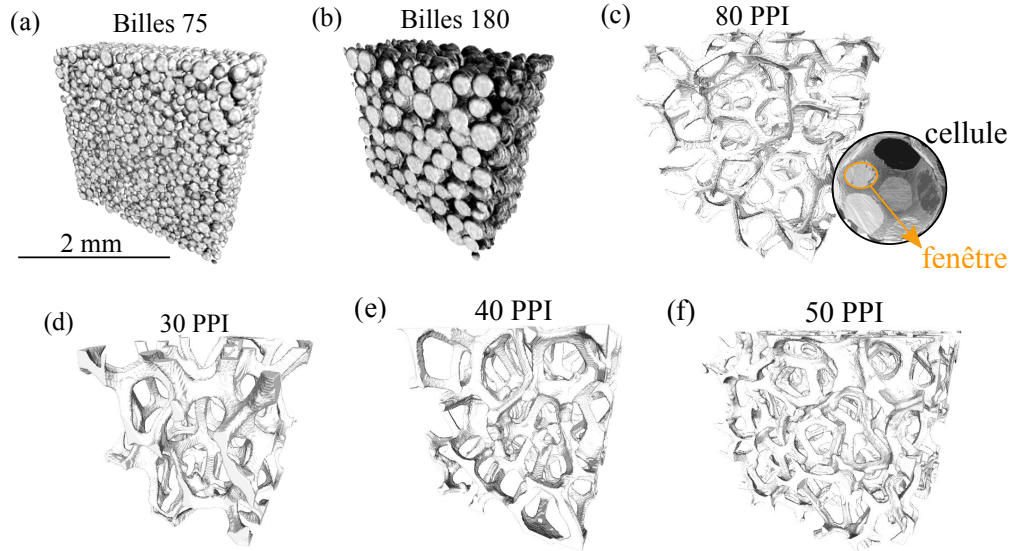 (a) Billes 75
(b) Billes 180
(c) 80 PPI
cellule
fenêtre
2 mm
(d) 30 PPI
(e) 40 PPI
(f) 50 PPI